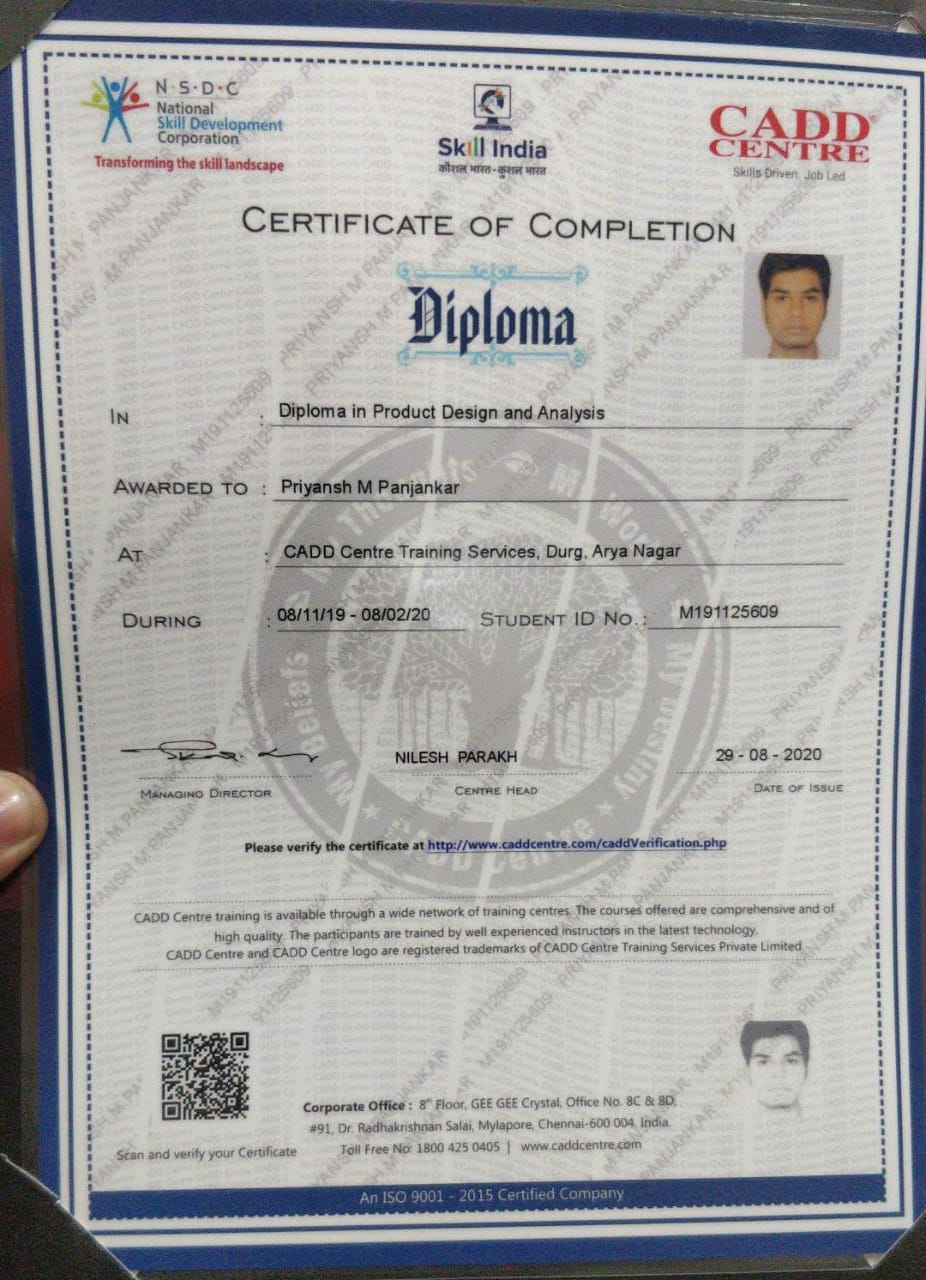 N·S·D·C
National
Skill Development
Corporation
Transforming the skill landscape
Skill India
कौशल भारत-कुशल भारत
CADD
CENTRE
Skills Driven. Job Led
CERTIFICATE OF COMPLETION
Diploma
IN : Diploma in Product Design and Analysis
AWARDED TO : Priyansh M Panjankar
AT : CADD Centre Training Services, Durg, Arya Nagar
DURING : 08/11/19 - 08/02/20 STUDENT ID NO.: M191125609
NILESH PARAKH 29 - 08 - 2020
MANAGING DIRECTOR CENTRE HEAD DATE OF ISSUE
Please verify the certificate at http://www.caddcentre.com/caddVerification.php
CADD Centre training is available through a wide network of training centres. The courses offered are comprehensive and of
high quality. The participants are trained by well experienced instructors in the latest technology.
CADD Centre and CADD Centre logo are registered trademarks of CADD Centre Training Services Private Limited.
Corporate Office : 8th Floor, GEE GEE Crystal, Office No. 8C & 8D,
#91, Dr. Radhakrishnan Salai, Mylapore, Chennai-600 004. India.
Toll Free No: 1800 425 0405 | www.caddcentre.com
Scan and verify your Certificate
An ISO 9001 - 2015 Certified Company